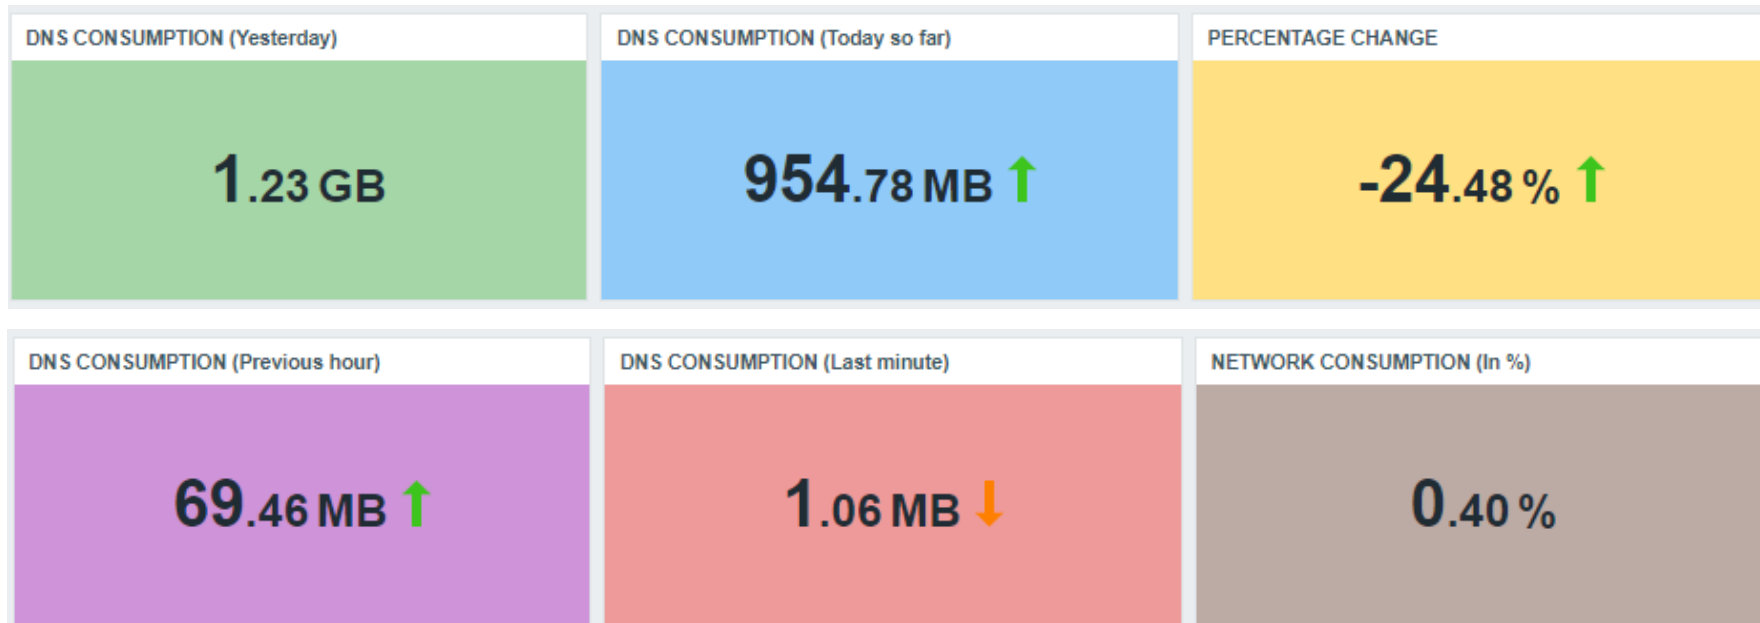 DNS CONSUMPTION (Yesterday)
1.23 GB
DNS CONSUMPTION (Today so far)
954.78 MB
PERCENTAGE CHANGE
-24.48 %
DNS CONSUMPTION (Previous hour)
69.46 MB
DNS CONSUMPTION (Last minute)
1.06 MB
NETWORK CONSUMPTION (In %)
0.40 %